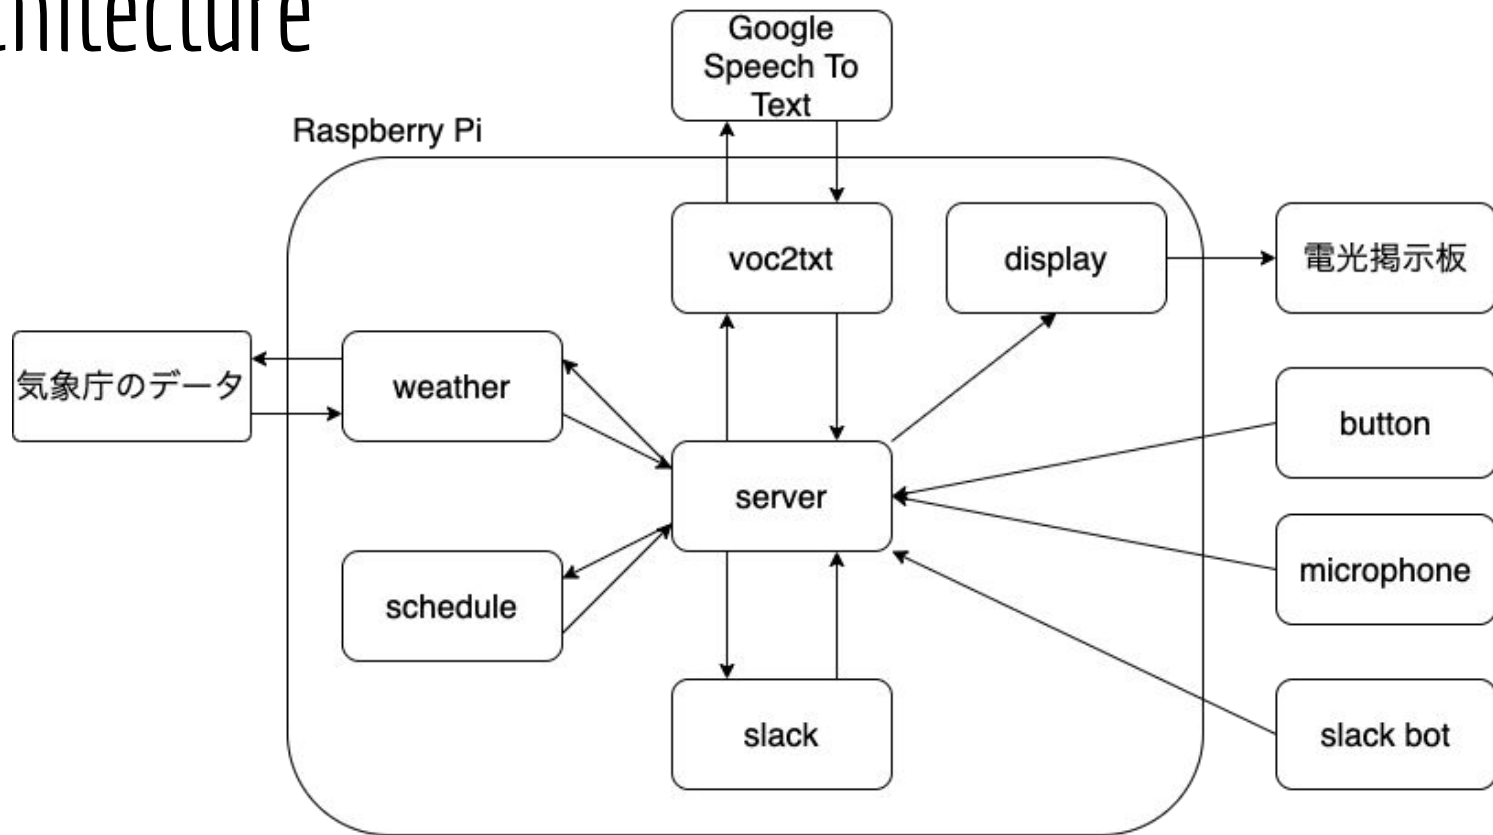 chitecture
Google
Speech To
Text
Raspberry Pi
voc2txt
display
電光掲示板
気象庁のデータ
weather
button
server
microphone
schedule
slack
slack bot